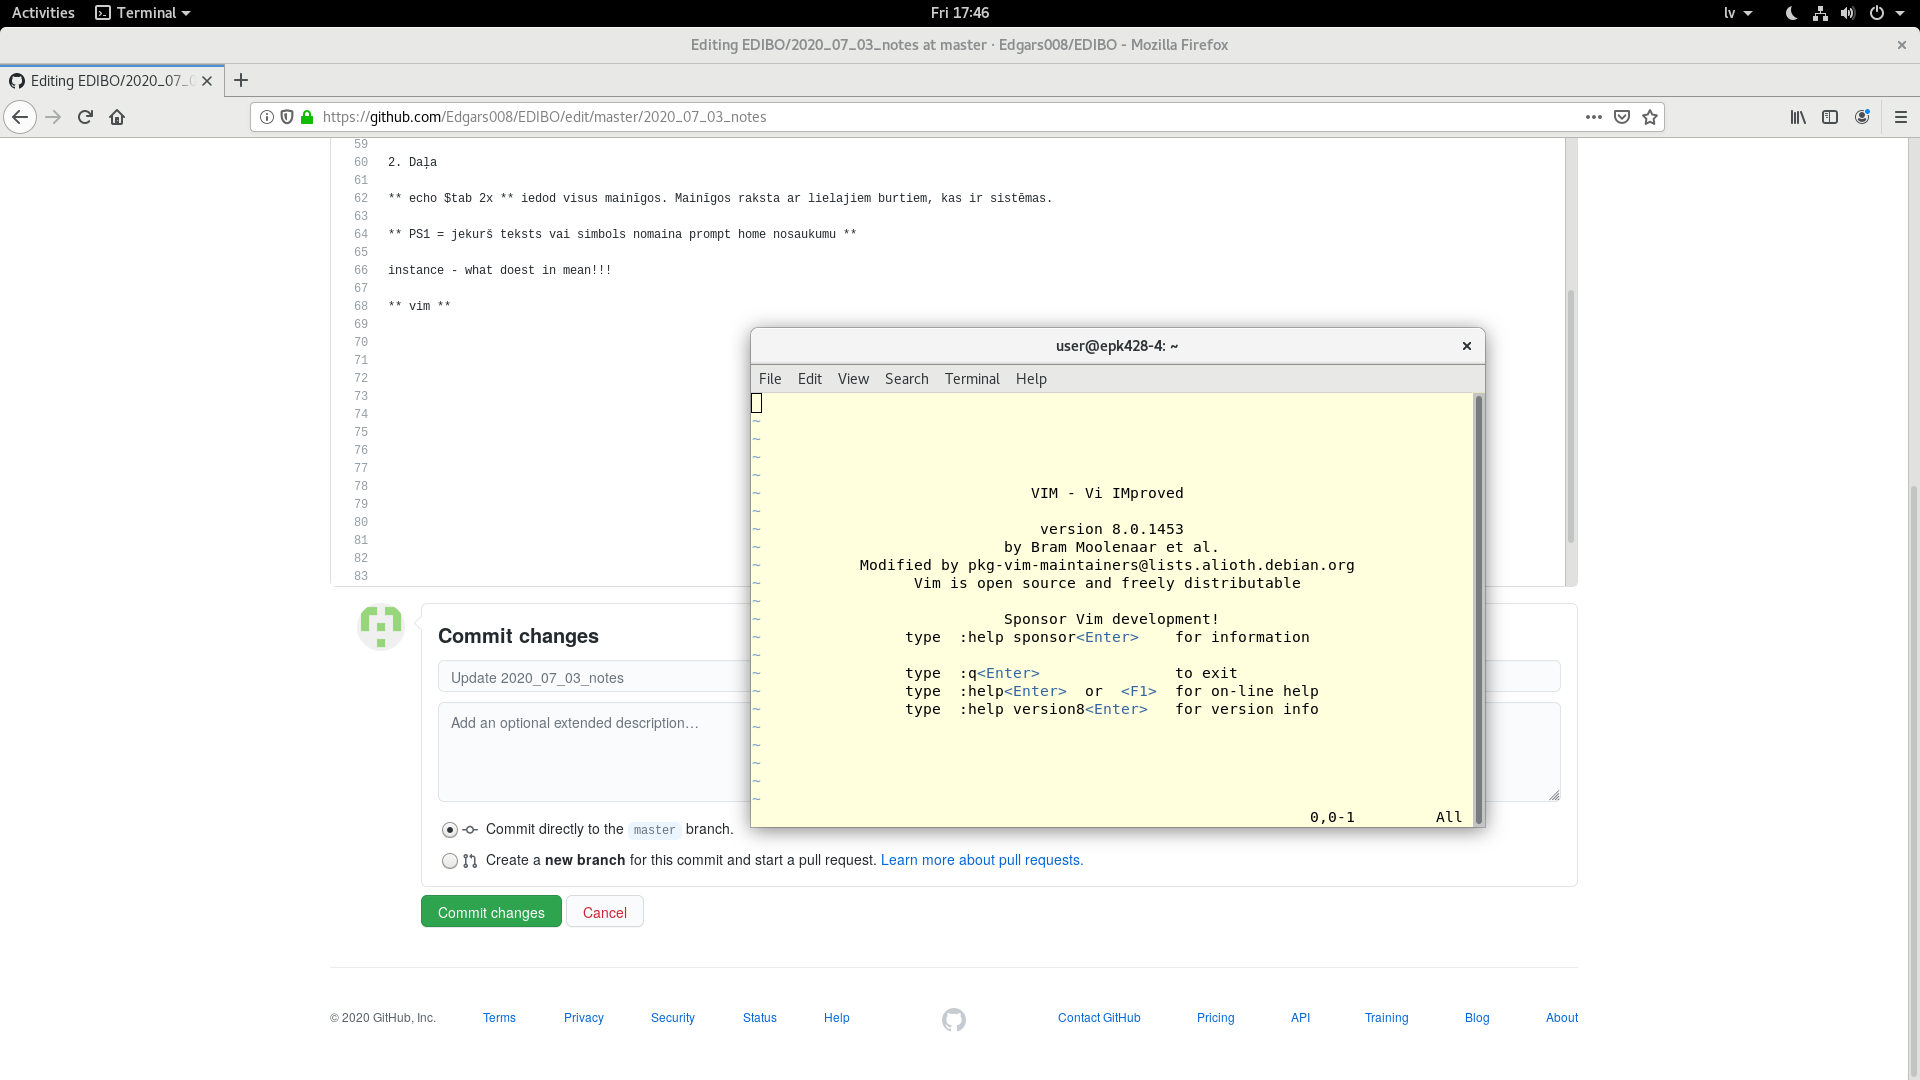 Activities Terminal Fri 17:46 lv
Editing EDIBO/2020_07_03_notes at master · Edgars008/EDIBO - Mozilla Firefox
Editing EDIBO/2020_07_0
https://github.com/Edgars008/EDIBO/edit/master/2020_07_03_notes
59
60 2. Daļa
61
62 ** echo $tab 2x ** iedod visus mainīgos. Mainīgos raksta ar lielajiem burtiem, kas ir sistēmas.
63
64 ** PS1 = jekurš teksts vai simbols nomaina prompt home nosaukumu **
65
66 instance - what doest in mean!!!
67
68 ** vim **
69
70
71
72
73
74
75
76
77
78
79
80
81
82
83
user@epk428-4: ~
File Edit View Search Terminal Help
~
~
~
~
~ VIM - Vi IMproved
~
~ version 8.0.1453
~ by Bram Moolenaar et al.
~ Modified by pkg-vim-maintainers@lists.alioth.debian.org
~ Vim is open source and freely distributable
~
~ Sponsor Vim development!
~ type :help sponsor<Enter> for information
~
~ type :q<Enter> to exit
~ type :help<Enter> or <F1> for on-line help
~ type :help version8<Enter> for version info
~
~
~
~
~
0,0-1 All
Commit changes
Update 2020_07_03_notes
Add an optional extended description…
Commit directly to the master branch.
Create a new branch for this commit and start a pull request. Learn more about pull requests.
Commit changes Cancel
© 2020 GitHub, Inc. Terms Privacy Security Status Help Contact GitHub Pricing API Training Blog About